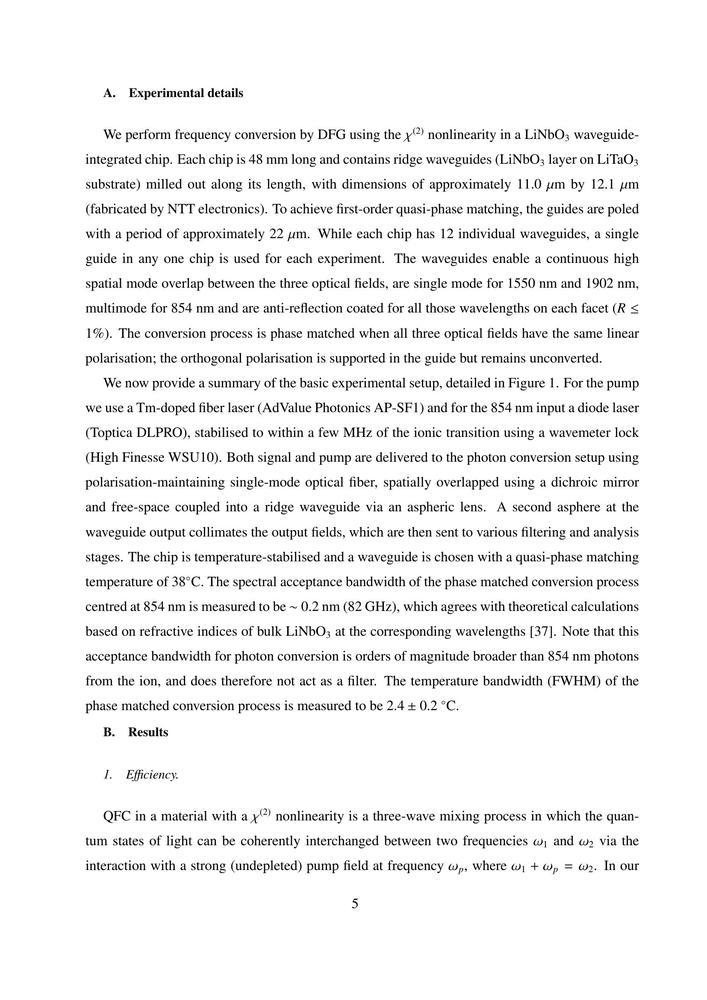 A. Experimental details
We perform frequency conversion by DFG using the χ(2) nonlinearity in a LiNbO3 waveguide-
integrated chip. Each chip is 48 mm long and contains ridge waveguides (LiNbO3 layer on LiTaO3
substrate) milled out along its length, with dimensions of approximately 11.0 μm by 12.1 μm
(fabricated by NTT electronics). To achieve first-order quasi-phase matching, the guides are poled
with a period of approximately 22 μm. While each chip has 12 individual waveguides, a single
guide in any one chip is used for each experiment. The waveguides enable a continuous high
spatial mode overlap between the three optical fields, are single mode for 1550 nm and 1902 nm,
multimode for 854 nm and are anti-reflection coated for all those wavelengths on each facet (R ≤
1%). The conversion process is phase matched when all three optical fields have the same linear
polarisation; the orthogonal polarisation is supported in the guide but remains unconverted.
We now provide a summary of the basic experimental setup, detailed in Figure 1. For the pump
we use a Tm-doped fiber laser (AdValue Photonics AP-SF1) and for the 854 nm input a diode laser
(Toptica DLPRO), stabilised to within a few MHz of the ionic transition using a wavemeter lock
(High Finesse WSU10). Both signal and pump are delivered to the photon conversion setup using
polarisation-maintaining single-mode optical fiber, spatially overlapped using a dichroic mirror
and free-space coupled into a ridge waveguide via an aspheric lens. A second asphere at the
waveguide output collimates the output fields, which are then sent to various filtering and analysis
stages. The chip is temperature-stabilised and a waveguide is chosen with a quasi-phase matching
temperature of 38°C. The spectral acceptance bandwidth of the phase matched conversion process
centred at 854 nm is measured to be ~ 0.2 nm (82 GHz), which agrees with theoretical calculations
based on refractive indices of bulk LiNbO3 at the corresponding wavelengths [37]. Note that this
acceptance bandwidth for photon conversion is orders of magnitude broader than 854 nm photons
from the ion, and does therefore not act as a filter. The temperature bandwidth (FWHM) of the
phase matched conversion process is measured to be 2.4 ± 0.2 °C.
B. Results
1. Efficiency.
QFC in a material with a χ(2) nonlinearity is a three-wave mixing process in which the quan-
tum states of light can be coherently interchanged between two frequencies ω1 and ω2 via the
interaction with a strong (undepleted) pump field at frequency ωp, where ω1 + ωp = ω2. In our
5